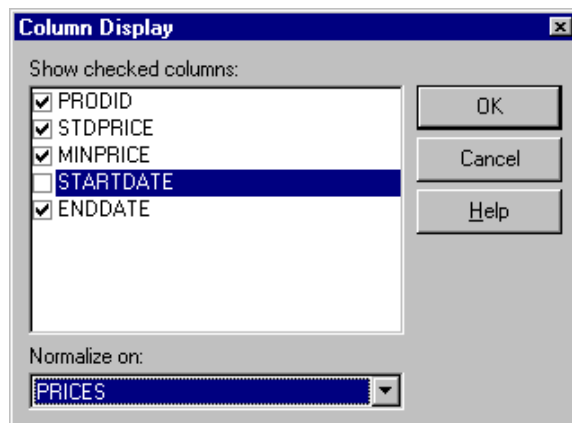 Column Display
Show checked columns:
PRODID
STDPRICE
MINPRICE
STARTDATE
ENDDATE
OK
Cancel
Help
Normalize on:
PRICES